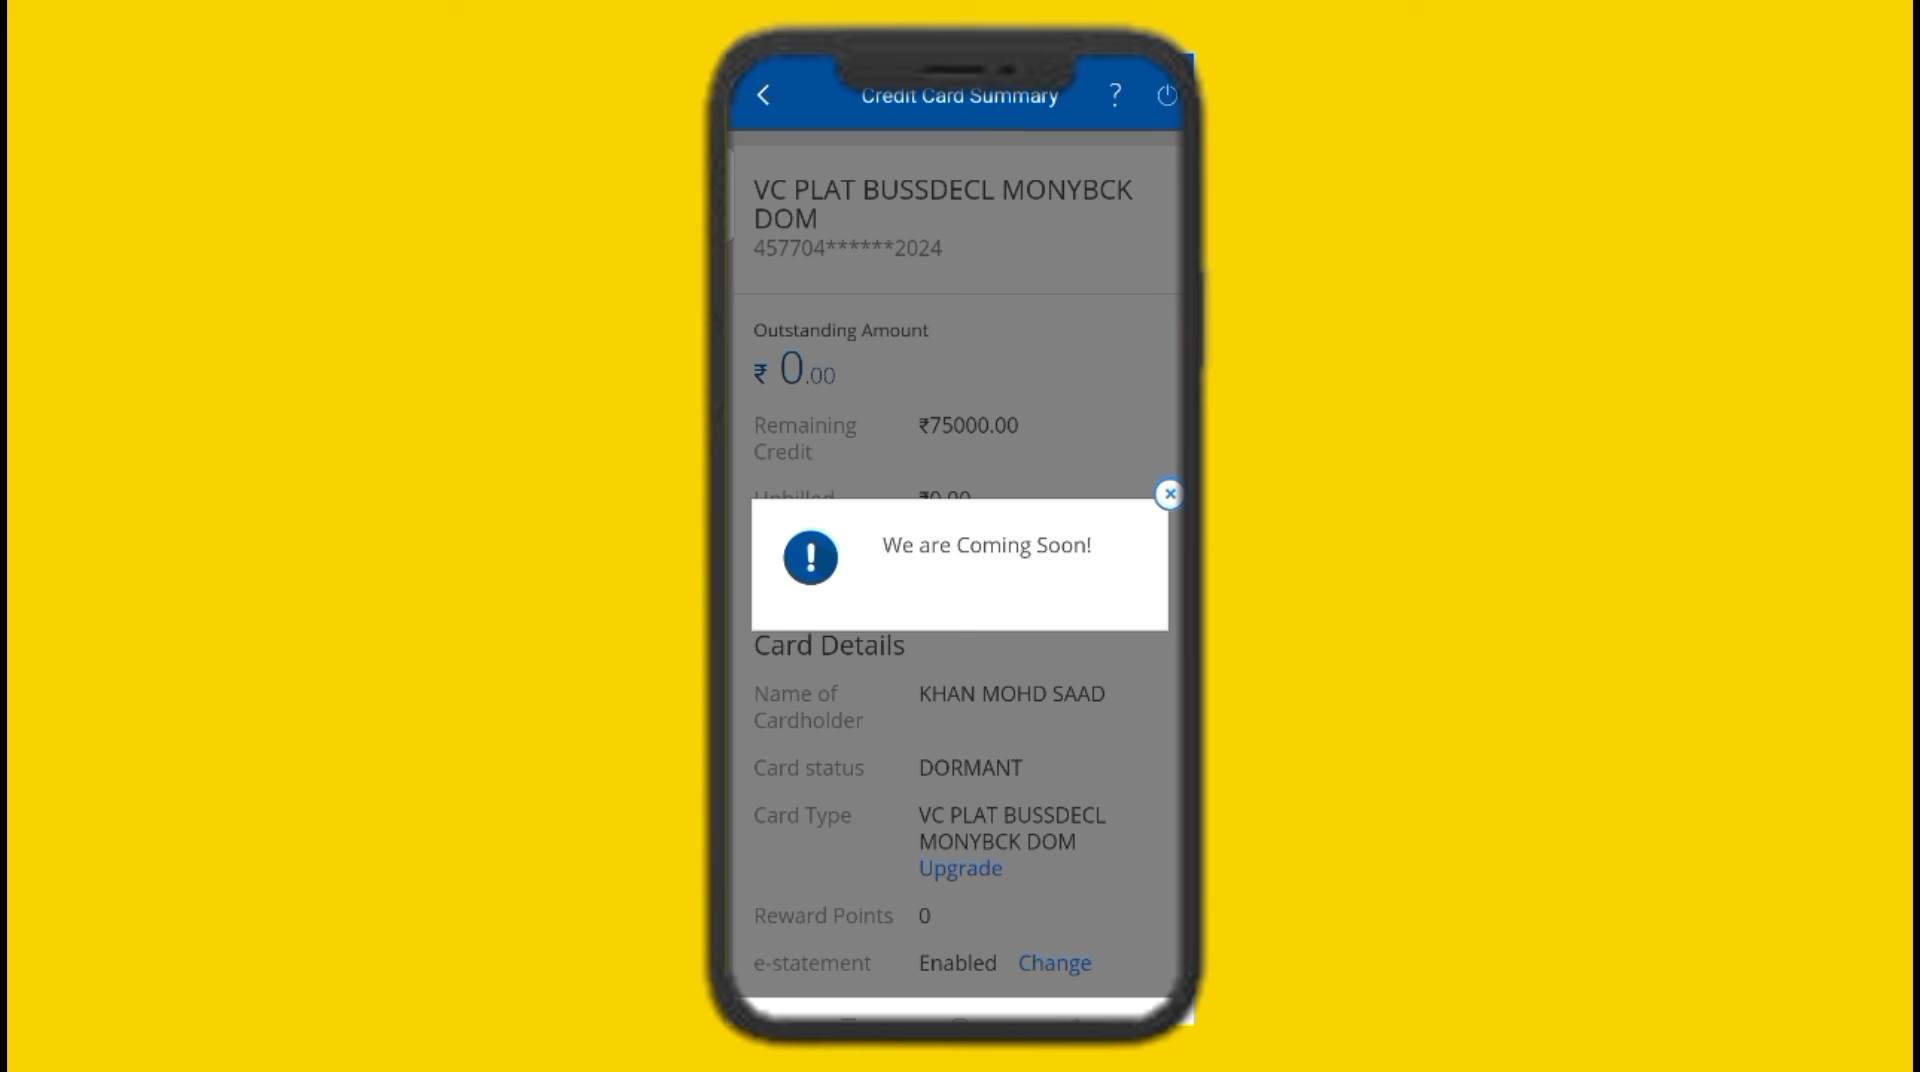 Credit Card Summary ?
VC PLAT BUSSDECL MONYBCK
DOM
457704******2024
Outstanding Amount
₹ 0.00
Remaining ₹75000.00
Credit
Unbilled ₹0.00
We are Coming Soon!
Card Details
Name of KHAN MOHD SAAD
Cardholder
Card status DORMANT
Card Type VC PLAT BUSSDECL
MONYBCK DOM
Upgrade
Reward Points 0
e-statement Enabled Change